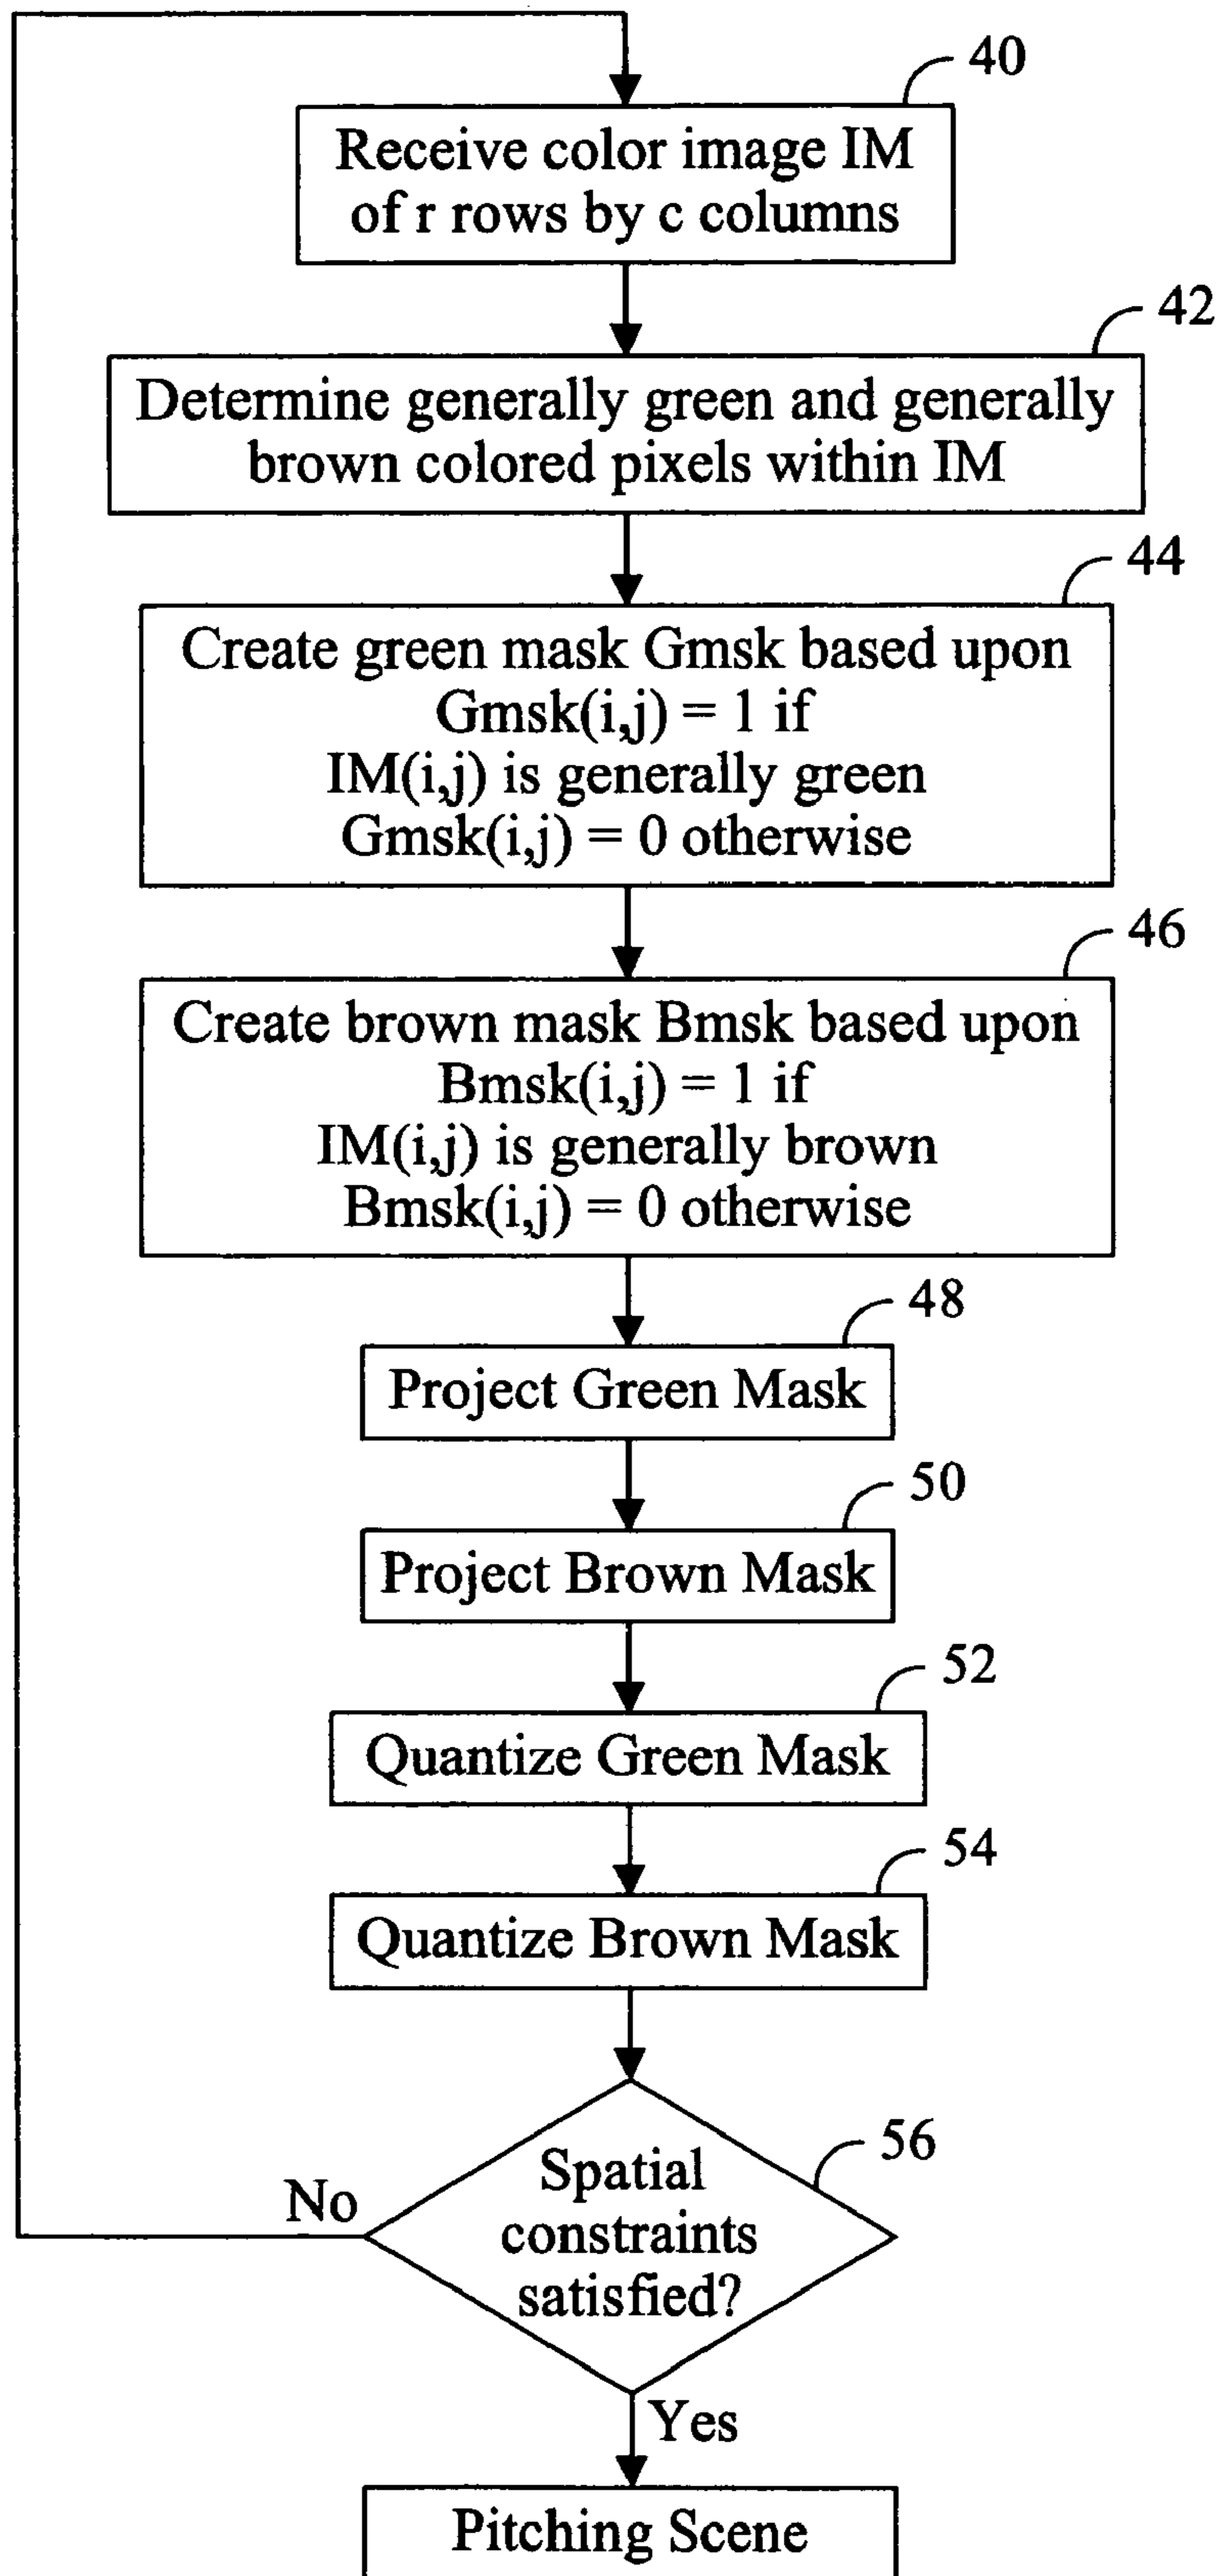 40
Receive color image IM
of r rows by c columns
42
Determine generally green and generally
brown colored pixels within IM
44
Create green mask Gmsk based upon
Gmsk(i,j) = 1 if
IM(i,j) is generally green
Gmsk(i,j) = 0 otherwise
46
Create brown mask Bmsk based upon
Bmsk(i,j) = 1 if
IM(i,j) is generally brown
Bmsk(i,j) = 0 otherwise
48
Project Green Mask
50
Project Brown Mask
52
Quantize Green Mask
54
Quantize Brown Mask
56
Spatial
constraints
satisfied?
No
Yes
Pitching Scene